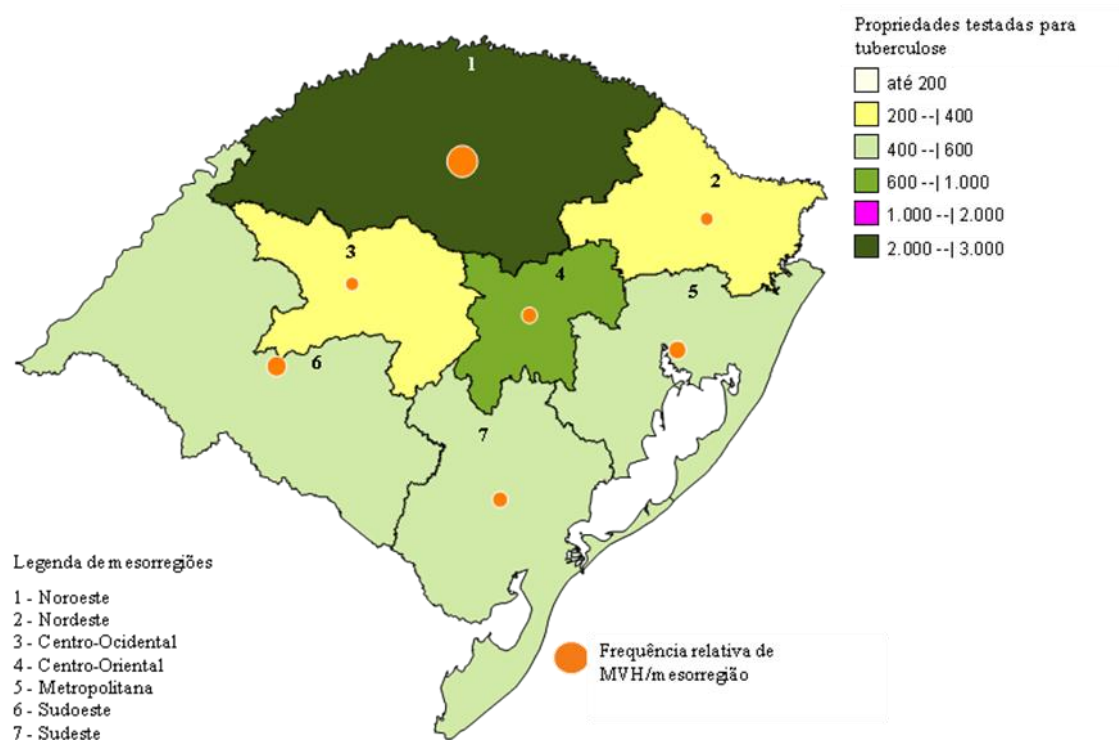 Propriedades testadas para
tuberculose
até 200
200 --| 400
400 --| 600
600 --| 1.000
1.000 --| 2.000
2.000 --| 3.000
1
2
3
4
5
6
7
Legenda de mesorregiões
1 - Noroeste
2 - Nordeste
3 - Centro-Ocidental
4 - Centro-Oriental
5 - Metropolitana
6 - Sudoeste
7 - Sudeste
Frequência relativa de
MVH/mesorregião